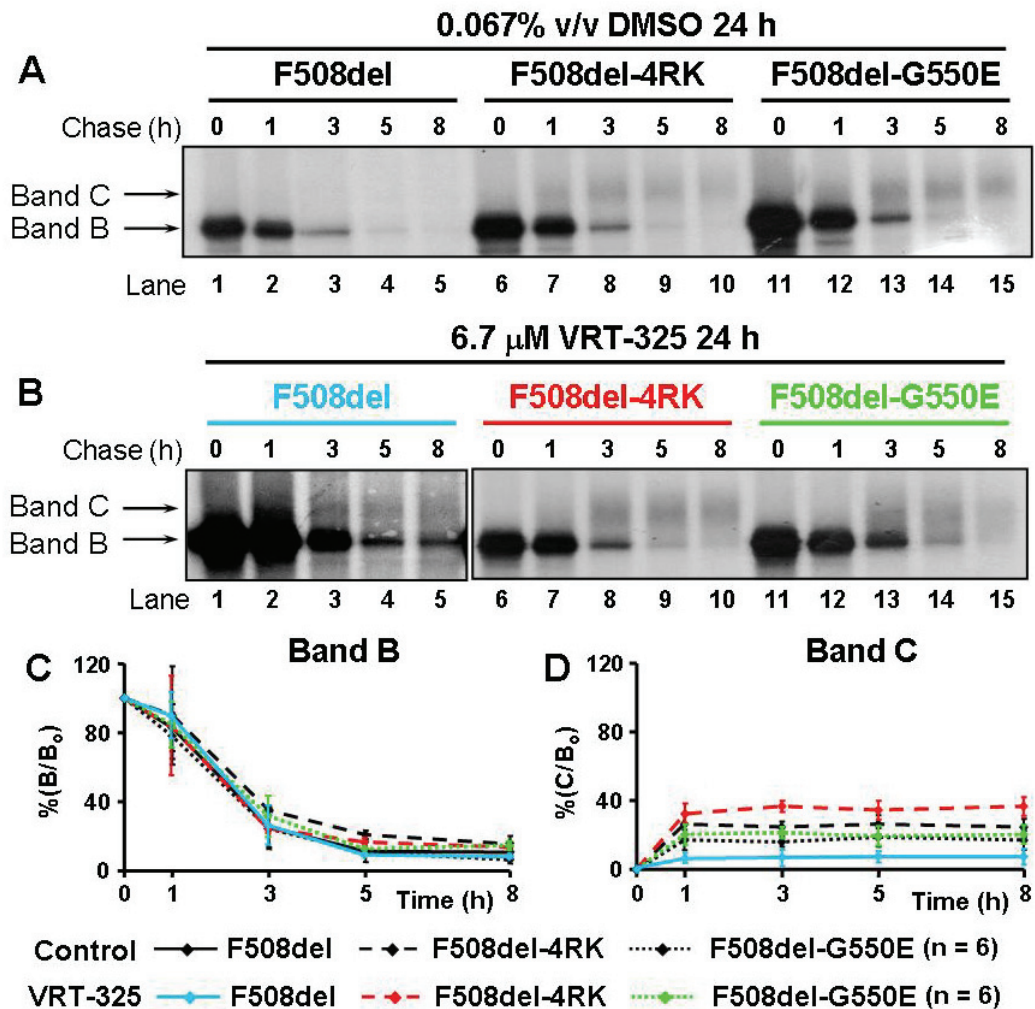 0.067% v/v DMSO 24 h
A
F508del F508del-4RK F508del-G550E
Chase (h) 0 1 3 5 8 0 1 3 5 8 0 1 3 5 8
Band C
Band B
Lane 1 2 3 4 5 6 7 8 9 10 11 12 13 14 15
6.7 μM VRT-325 24 h
B
F508del F508del-4RK F508del-G550E
Chase (h) 0 1 3 5 8 0 1 3 5 8 0 1 3 5 8
Band C
Band B
Lane 1 2 3 4 5 6 7 8 9 10 11 12 13 14 15
C Band B
%(B/Bo)
120
80
40
0
0 1 3 5 8
Time (h)
D Band C
%(C/Bo)
120
80
40
0
0 1 3 5 8
Time (h)
Control F508del F508del-4RK F508del-G550E (n = 6)
VRT-325 F508del F508del-4RK F508del-G550E (n = 6)